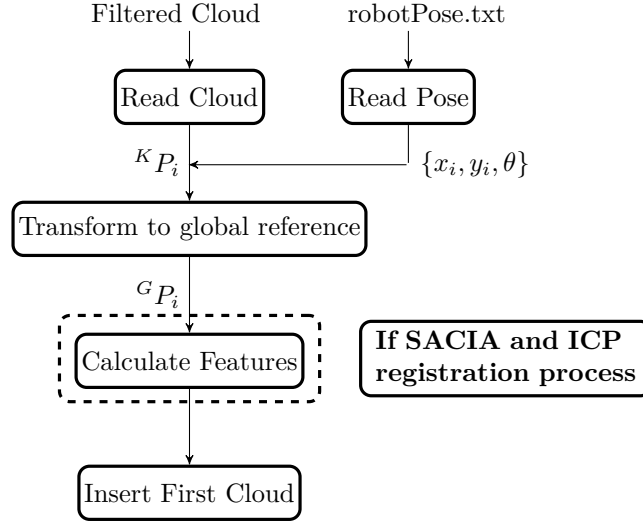 Filtered Cloud
robotPose.txt
Read Cloud
Read Pose
ᴷPᵢ
{xᵢ, yᵢ, θ}
Transform to global reference
ᴳPᵢ
Calculate Features
If SACIA and ICP
registration process
Insert First Cloud